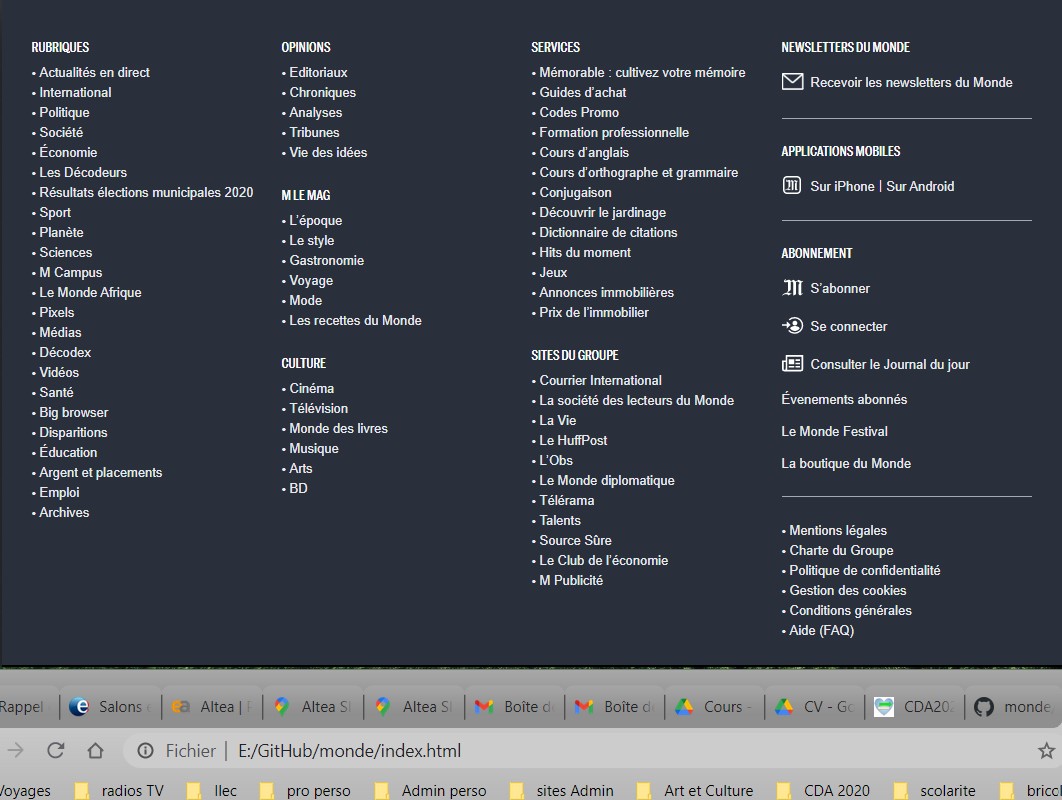 RUBRIQUES
• Actualités en direct
• International
• Politique
• Société
• Économie
• Les Décodeurs
• Résultats élections municipales 2020
• Sport
• Planète
• Sciences
• M Campus
• Le Monde Afrique
• Pixels
• Médias
• Décodex
• Vidéos
• Santé
• Big browser
• Disparitions
• Éducation
• Argent et placements
• Emploi
• Archives
OPINIONS
• Editoriaux
• Chroniques
• Analyses
• Tribunes
• Vie des idées
M LE MAG
• L’époque
• Le style
• Gastronomie
• Voyage
• Mode
• Les recettes du Monde
CULTURE
• Cinéma
• Télévision
• Monde des livres
• Musique
• Arts
• BD
SERVICES
• Mémorable : cultivez votre mémoire
• Guides d’achat
• Codes Promo
• Formation professionnelle
• Cours d’anglais
• Cours d’orthographe et grammaire
• Conjugaison
• Découvrir le jardinage
• Dictionnaire de citations
• Hits du moment
• Jeux
• Annonces immobilières
• Prix de l’immobilier
SITES DU GROUPE
• Courrier International
• La société des lecteurs du Monde
• La Vie
• Le HuffPost
• L’Obs
• Le Monde diplomatique
• Télérama
• Talents
• Source Sûre
• Le Club de l’économie
• M Publicité
NEWSLETTERS DU MONDE
Recevoir les newsletters du Monde
APPLICATIONS MOBILES
Sur iPhone | Sur Android
ABONNEMENT
S’abonner
Se connecter
Consulter le Journal du jour
Évenements abonnés
Le Monde Festival
La boutique du Monde
• Mentions légales
• Charte du Groupe
• Politique de confidentialité
• Gestion des cookies
• Conditions générales
• Aide (FAQ)
Rappel Salons Altea | Altea S Altea S Boîte d Boîte d Cours - CV - Go CDA202 monde
Fichier | E:/GitHub/monde/index.html
Voyages radios TV llec pro perso Admin perso sites Admin Art et Culture CDA 2020 scolarite brico